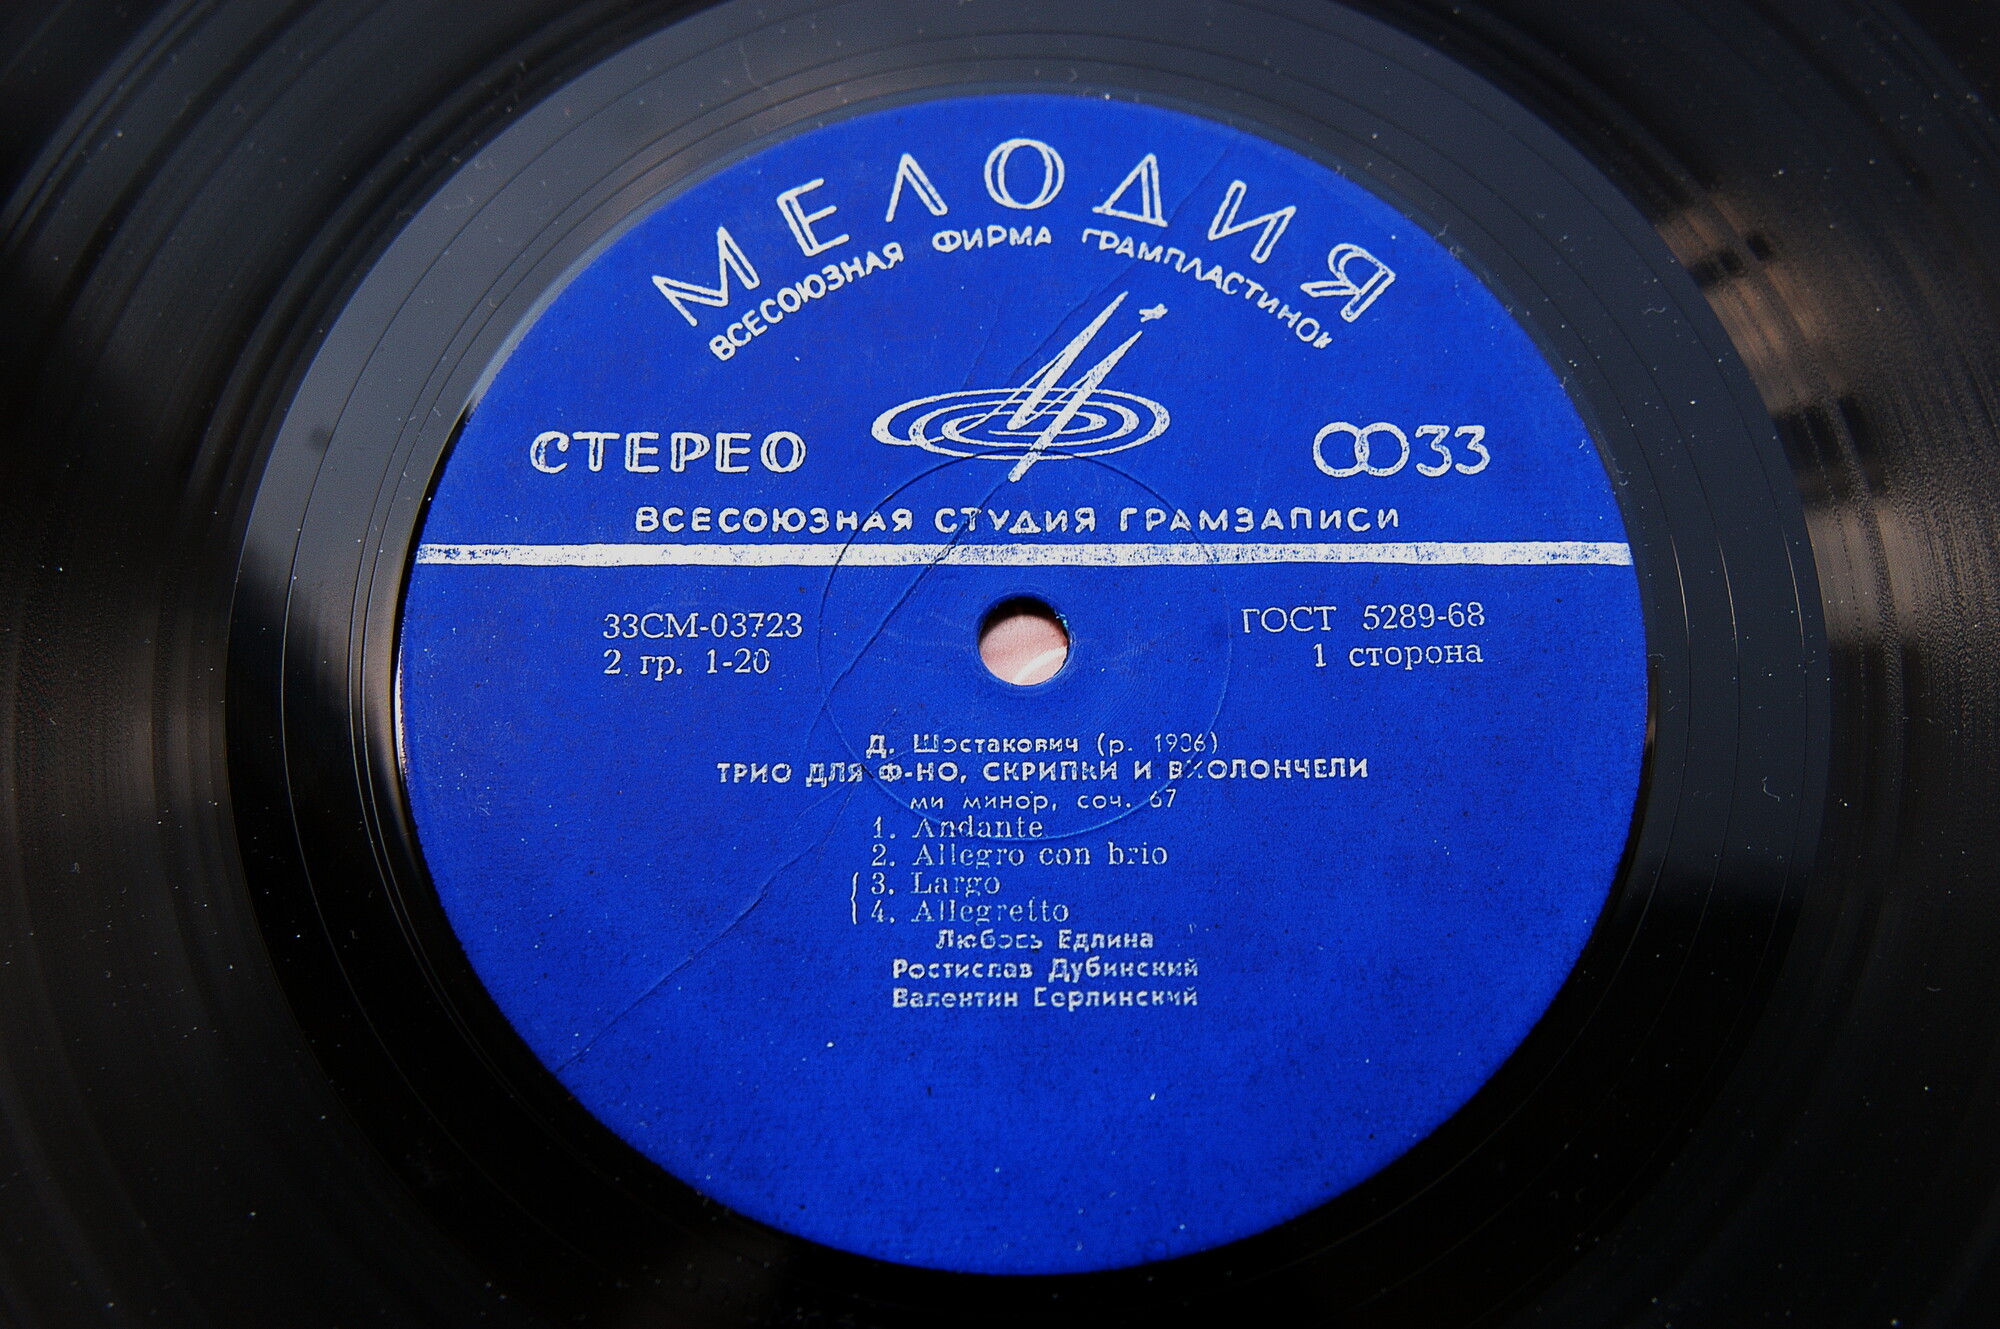 МЕЛОДИЯ
ВСЕСОЮЗНАЯ ФИРМА ГРАМПЛАСТИНОК
СТЕРЕО
33
ВСЕСОЮЗНАЯ СТУДИЯ ГРАМЗАПИСИ
33СМ-03723
2 гр. 1-20
ГОСТ 5289-68
1 сторона
Д. Шостакович (р. 1906)
ТРИО ДЛЯ Ф-НО, СКРИПКИ И ВИОЛОНЧЕЛИ
ми минор, соч. 67
1. Andante
2. Allegro con brio
3. Largo
4. Allegretto
Любовь Едлина
Ростислав Дубинский
Валентин Берлинский